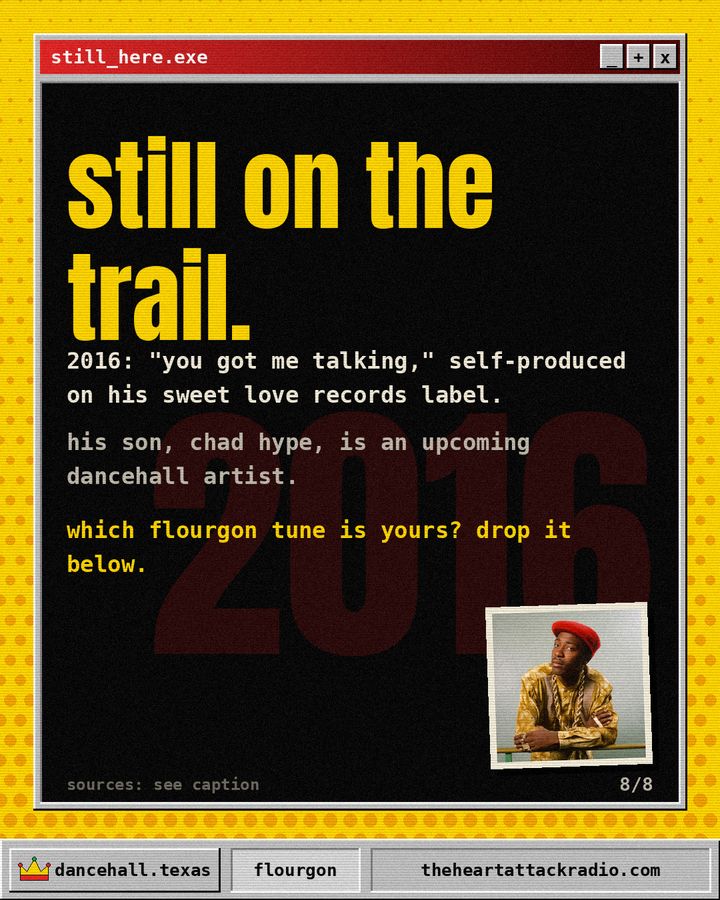 still_here.exe
_ + x
still on the
trail.
2016: "you got me talking," self-produced
on his sweet love records label.
2016
his son, chad hype, is an upcoming
dancehall artist.
which flourgon tune is yours? drop it
below.
sources: see caption
8/8
dancehall.texas
flourgon
theheartattackradio.com